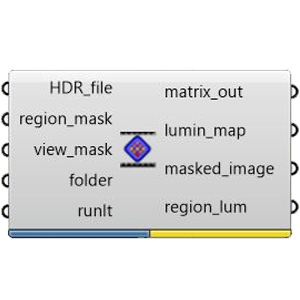 HDR_file
region_mask
view_mask
folder
runIt
matrix_out
lumin_map
masked_image
region_lum